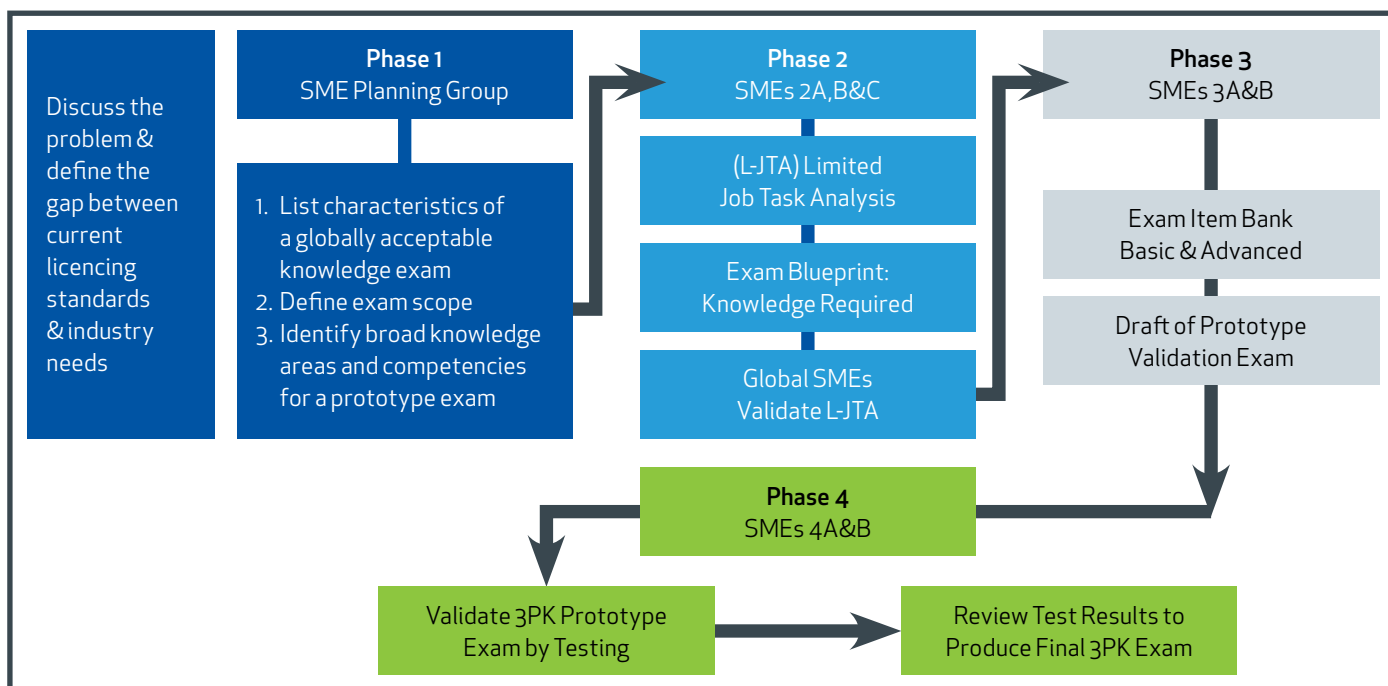 Discuss the
problem &
define the
gap between
current
licencing
standards
& industry
needs
Phase 1
SME Planning Group
1. List characteristics of
a globally acceptable
knowledge exam
2. Define exam scope
3. Identify broad knowledge
areas and competencies
for a prototype exam
Phase 2
SMEs 2A,B&C
(L-JTA) Limited
Job Task Analysis
Exam Blueprint:
Knowledge Required
Global SMEs
Validate L-JTA
Phase 3
SMEs 3A&B
Exam Item Bank
Basic & Advanced
Draft of Prototype
Validation Exam
Phase 4
SMEs 4A&B
Validate 3PK Prototype
Exam by Testing
Review Test Results to
Produce Final 3PK Exam